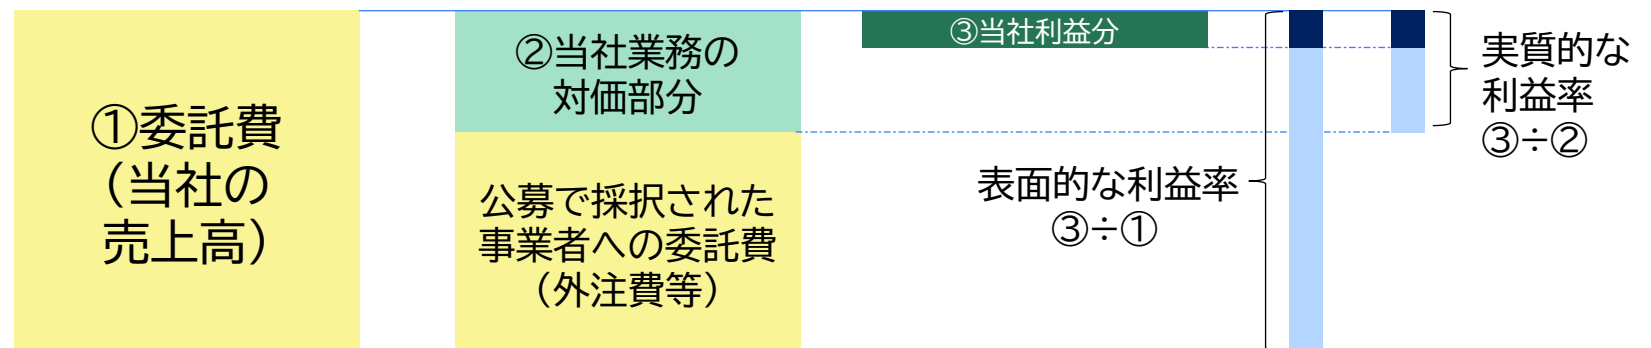 ①委託費
（当社の
売上高）
②当社業務の
対価部分
公募で採択された
事業者への委託費
（外注費等）
③当社利益分
表面的な利益率
③÷①
実質的な
利益率
③÷②